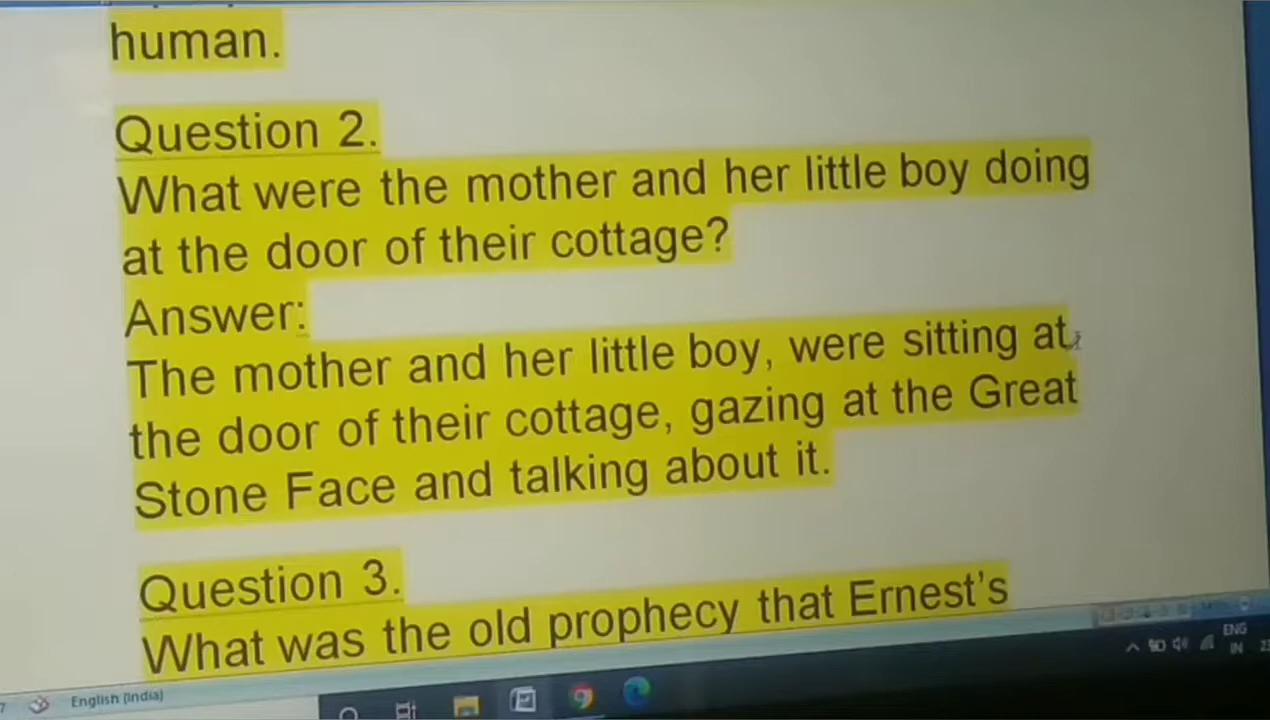 human.
Question 2.
What were the mother and her little boy doing
at the door of their cottage?
Answer:
The mother and her little boy, were sitting at
the door of their cottage, gazing at the Great
Stone Face and talking about it.
Question 3.
What was the old prophecy that Ernest's
English (India)
ENG
IN